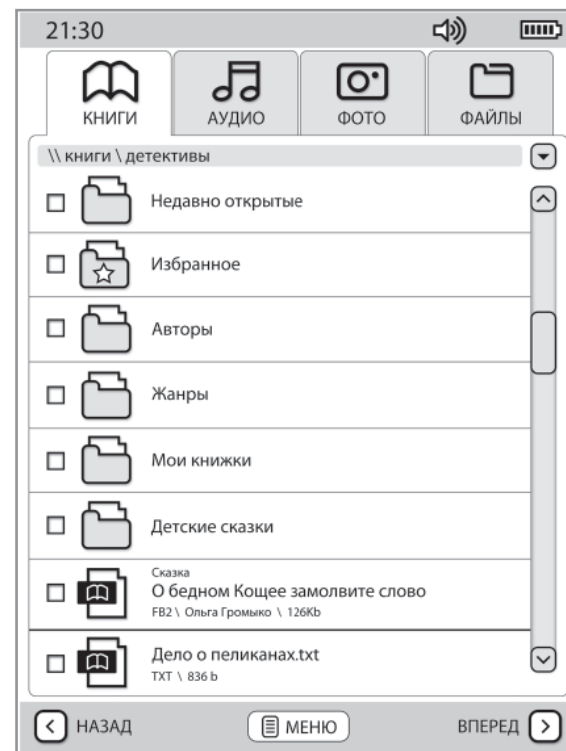 21:30
КНИГИ АУДИО ФОТО ФАЙЛЫ
\\ книги \ детективы
Недавно открытые
Избранное
Авторы
Жанры
Мои книжки
Детские сказки
Сказка
О бедном Кощее замолвите слово
FB2 \ Ольга Громыко \ 126Kb
Дело о пеликанах.txt
TXT \ 836 b
НАЗАД МЕНЮ ВПЕРЕД